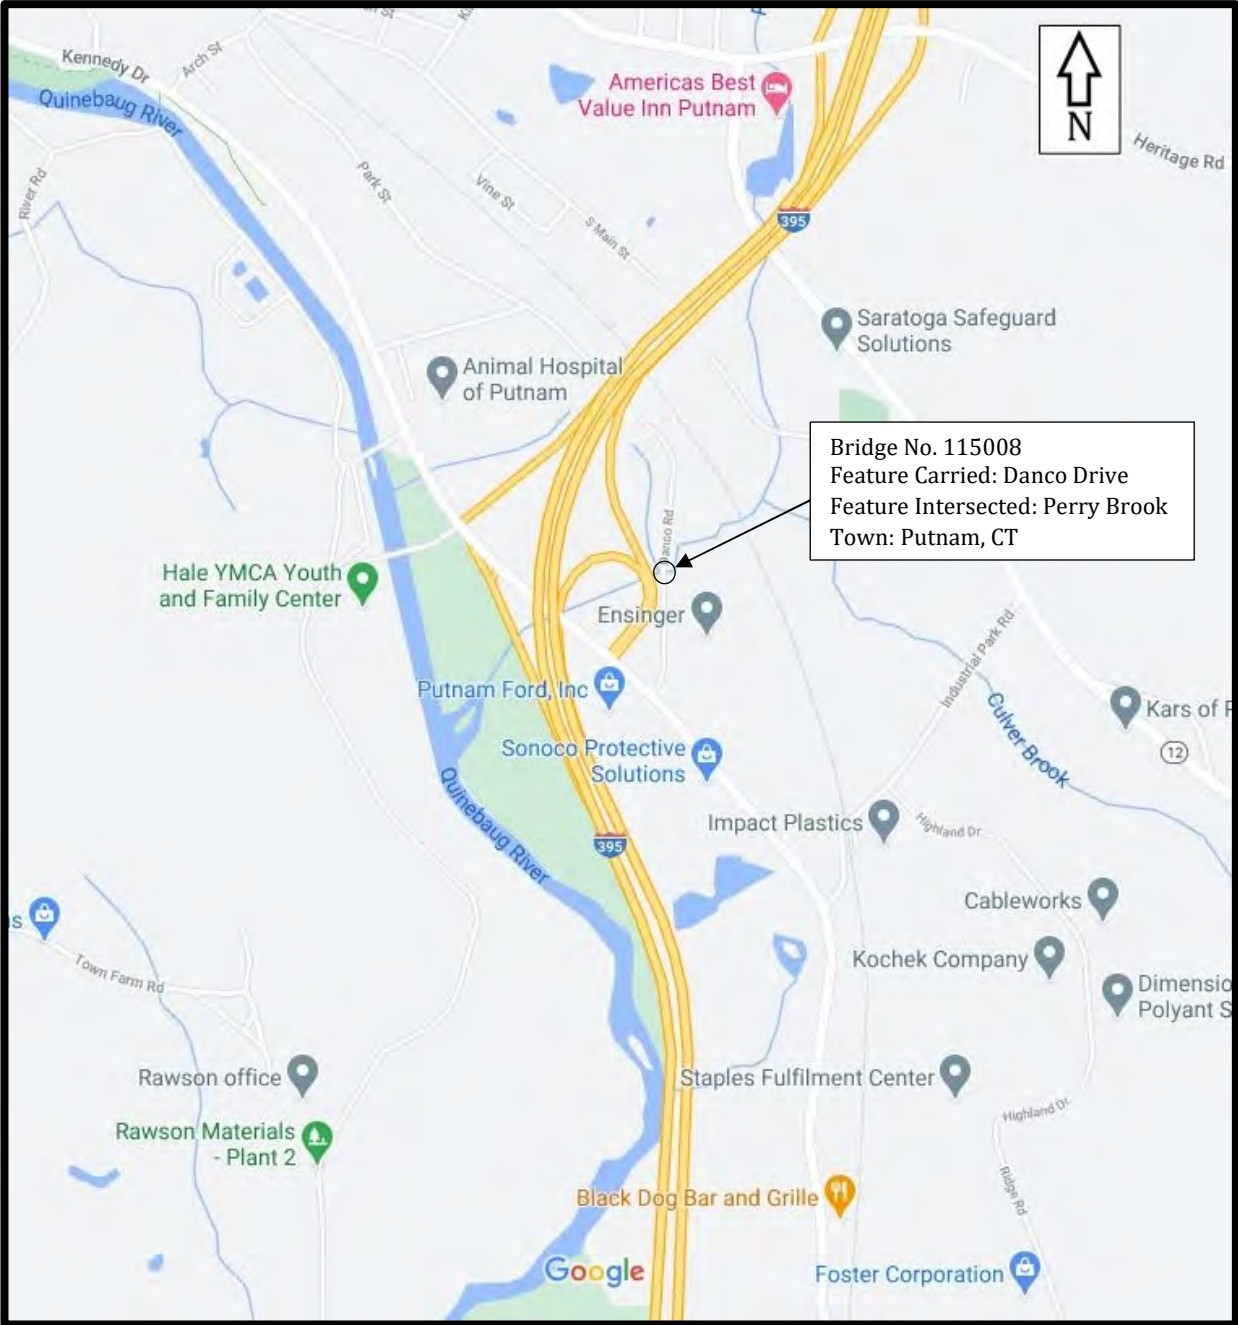 Kennedy Dr
Arch St
Quinebaug River
River Rd
Americas Best
Value Inn Putnam
N
Heritage Rd
Park St
Vine St
S Main St
395
Saratoga Safeguard
Solutions
Animal Hospital
of Putnam
Bridge No. 115008
Feature Carried: Danco Drive
Feature Intersected: Perry Brook
Town: Putnam, CT
Danco Rd
Hale YMCA Youth
and Family Center
Ensinger
Industrial Park Rd
Putnam Ford, Inc
Culver Brook
Kars of
12
Sonoco Protective
Solutions
Quinebaug River
Impact Plastics
Highland Dr
395
Cableworks
Kochek Company
Town Farm Rd
Dimensio
Polyant S
Rawson office
Staples Fulfilment Center
Highland Dr
Rawson Materials
- Plant 2
Ridge Rd
Black Dog Bar and Grille
Google
Foster Corporation